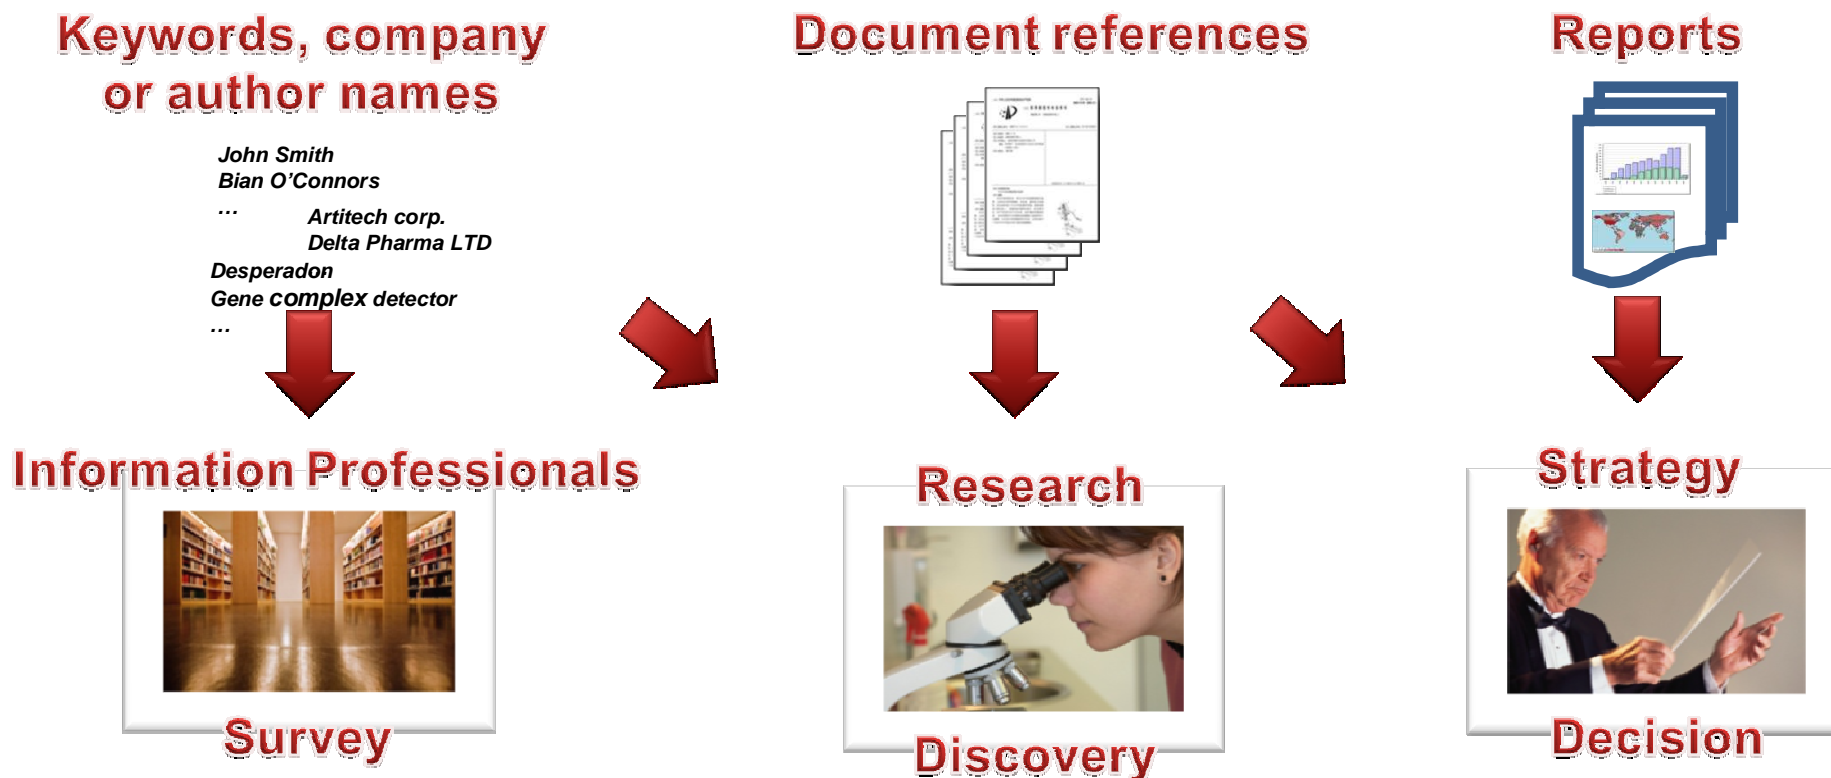 Keywords, company
or author names
John Smith
Bian O'Connors
...
Artitech corp.
Delta Pharma LTD
Desperadon
Gene complex detector
...
Information Professionals
Survey
Document references
Research
Discovery
Reports
Strategy
Decision